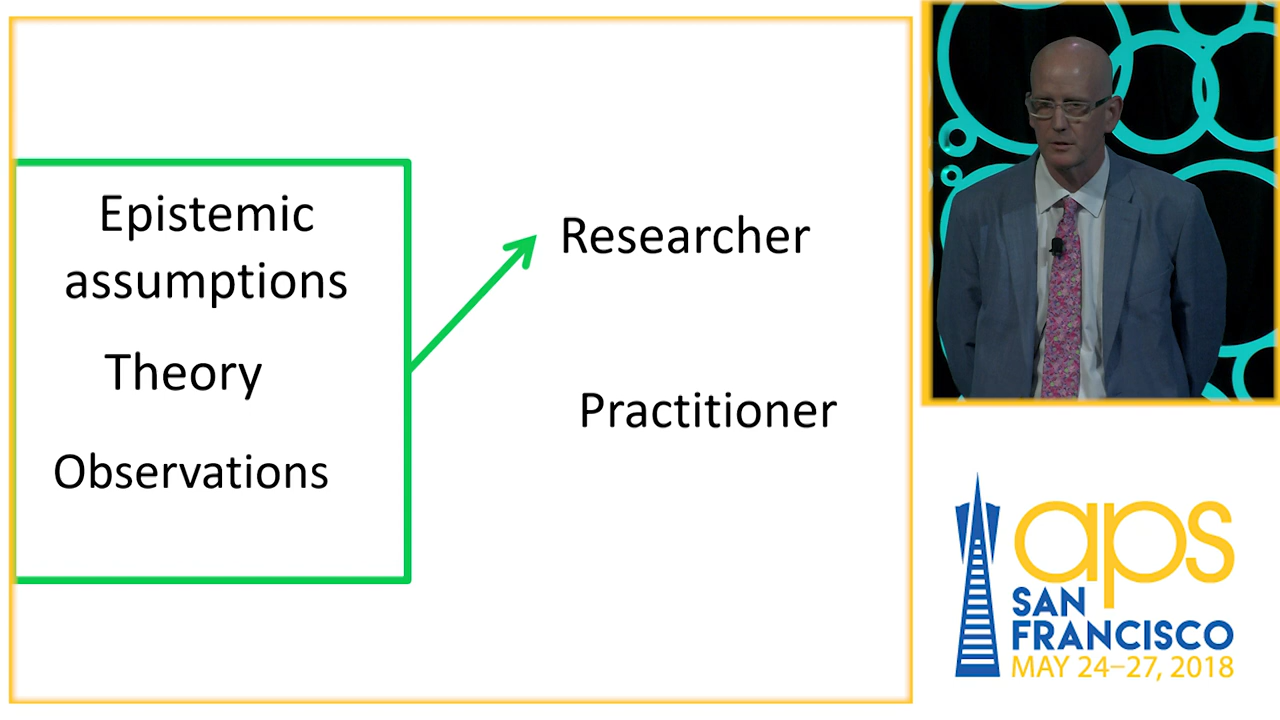 Epistemic
assumptions
Theory
Observations
Researcher
Practitioner
aps
SAN
FRANCISCO
MAY 24–27, 2018